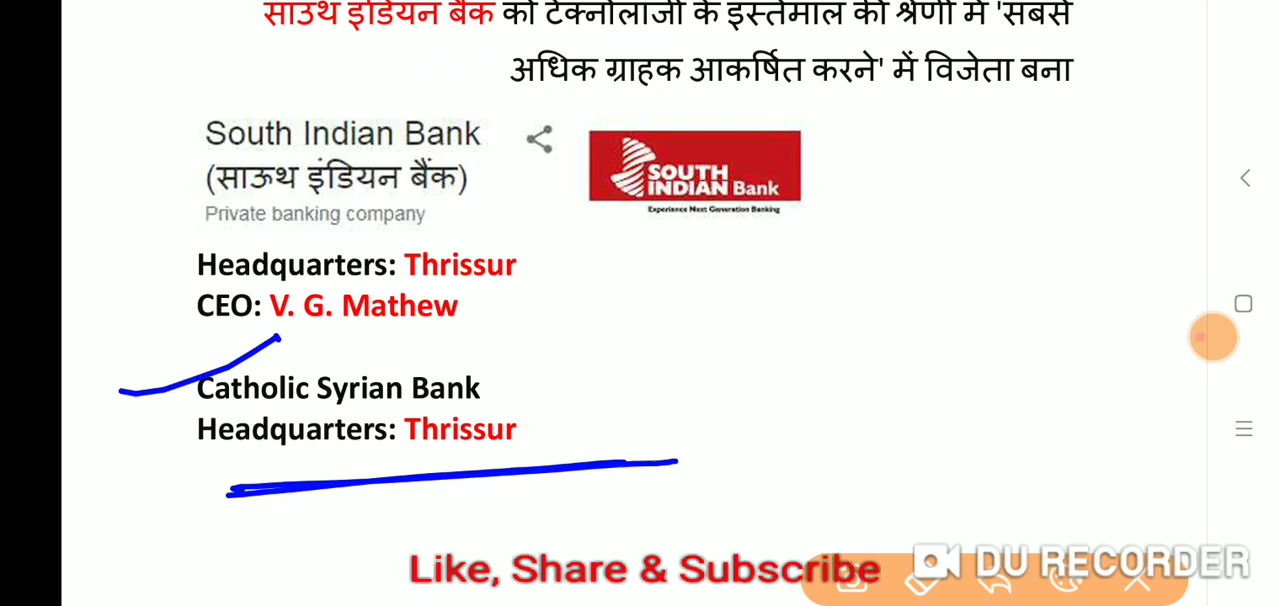 साउथ इंडियन बैंक को टेक्नोलॉजी के इस्तेमाल की श्रेणी में 'सबसे
अधिक ग्राहक आकर्षित करने' में विजेता बना
South Indian Bank
(साऊथ इंडियन बैंक)
Private banking company
SOUTH
INDIAN Bank
Experience Next Generation Banking
Headquarters: Thrissur
CEO: V. G. Mathew
Catholic Syrian Bank
Headquarters: Thrissur
Like, Share & Subscribe
DU RECORDER